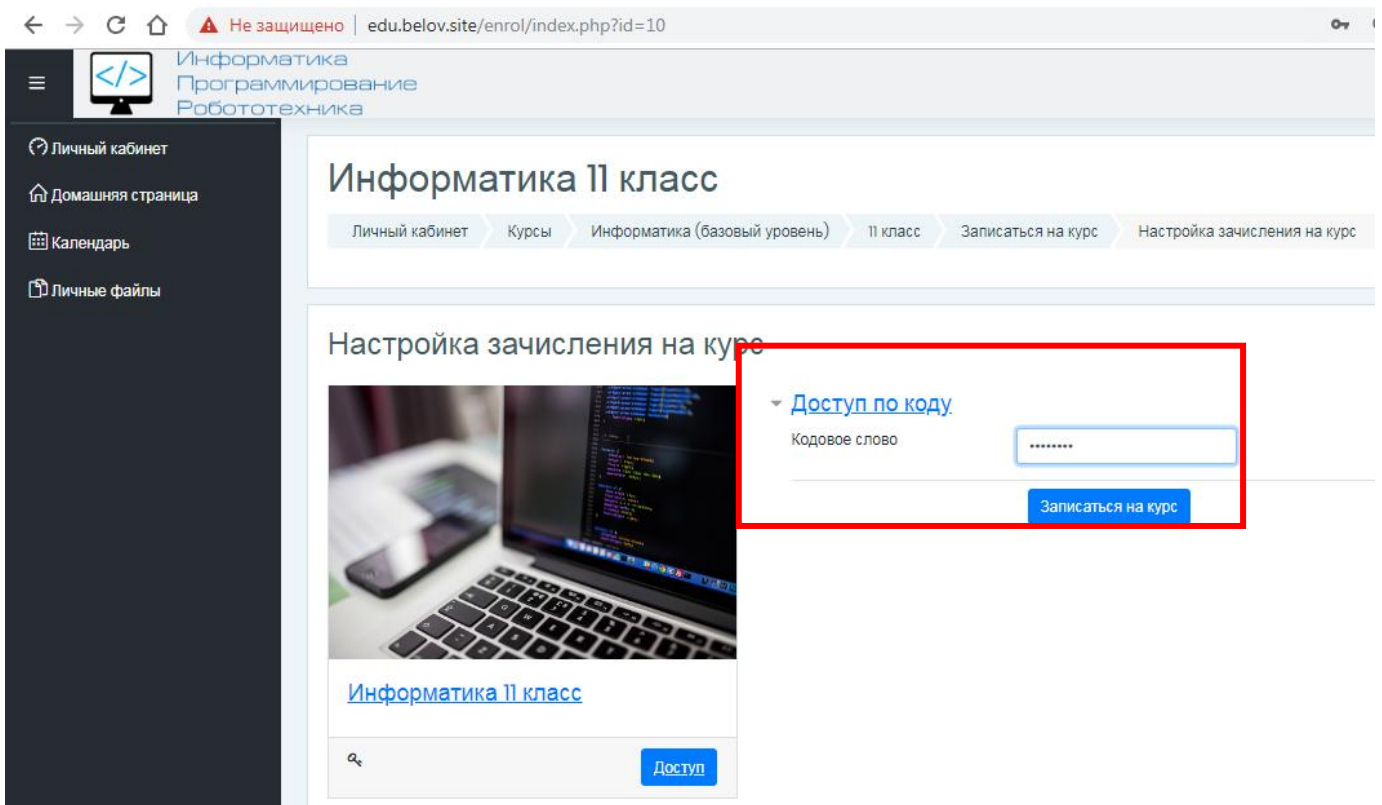 Не защищено edu.belov.site/enrol/index.php?id=10
Информатика
Программирование
Робототехника
Личный кабинет
Домашняя страница
Календарь
Личные файлы
Информатика 11 класс
Личный кабинет Курсы Информатика (базовый уровень) 11 класс Записаться на курс Настройка зачисления на курс
Настройка зачисления на курс
Доступ по коду
Кодовое слово ••••••••
Записаться на курс
Информатика 11 класс
Доступ